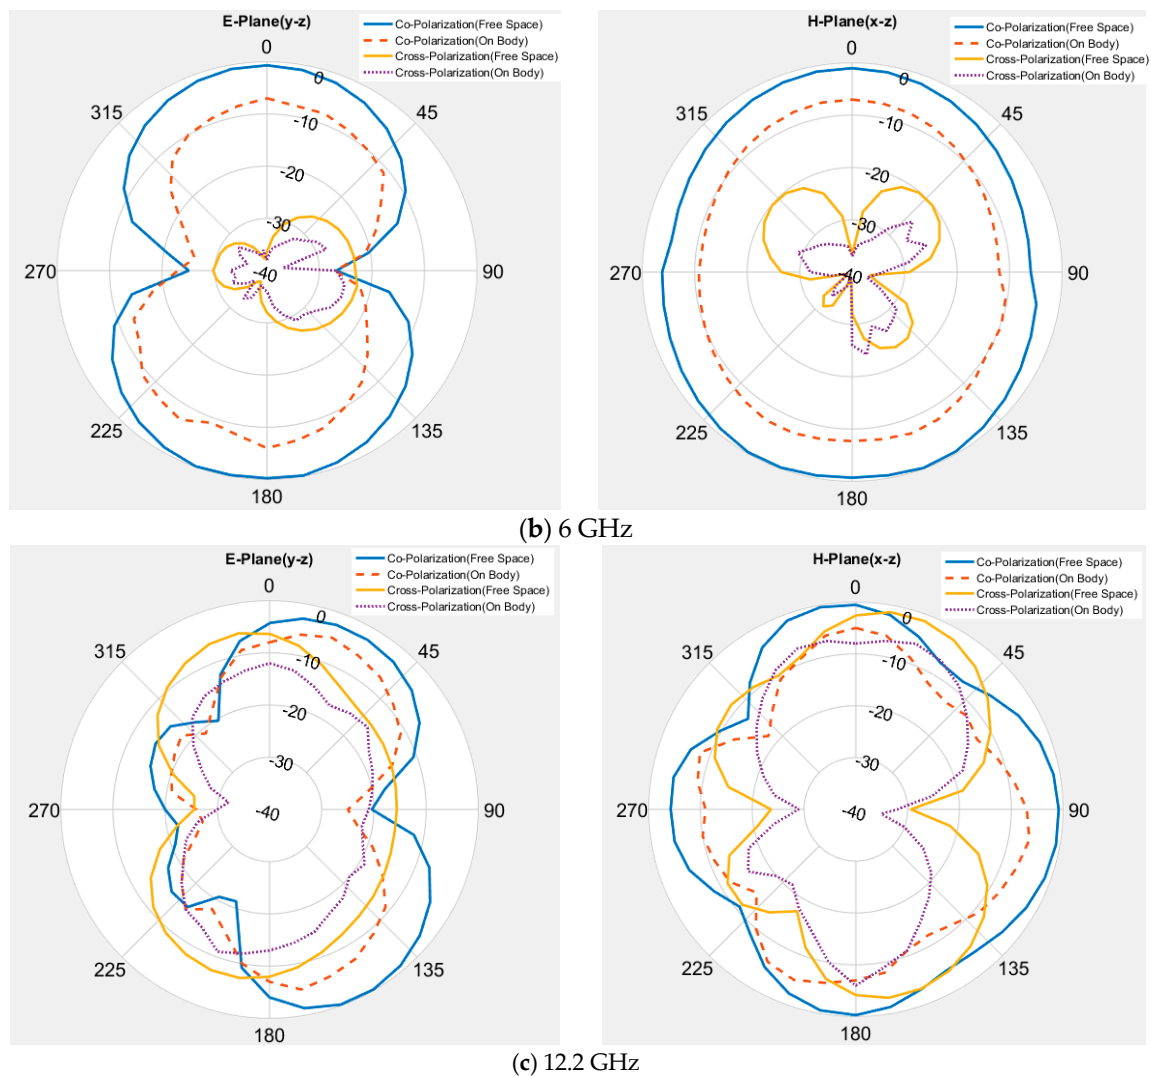 E-Plane(y-z)
Co-Polarization(Free Space)
Co-Polarization(On Body)
Cross-Polarization(Free Space)
Cross-Polarization(On Body)
0
45
90
135
180
225
270
315
0
-10
-20
-30
-40
H-Plane(x-z)
Co-Polarization(Free Space)
Co-Polarization(On Body)
Cross-Polarization(Free Space)
Cross-Polarization(On Body)
0
45
90
135
180
225
270
315
0
-10
-20
-30
-40
(b) 6 GHz
E-Plane(y-z)
Co-Polarization(Free Space)
Co-Polarization(On Body)
Cross-Polarization(Free Space)
Cross-Polarization(On Body)
0
45
90
135
180
225
270
315
0
-10
-20
-30
-40
H-Plane(x-z)
Co-Polarization(Free Space)
Co-Polarization(On Body)
Cross-Polarization(Free Space)
Cross-Polarization(On Body)
0
45
90
135
180
225
270
315
0
-10
-20
-30
-40
(c) 12.2 GHz